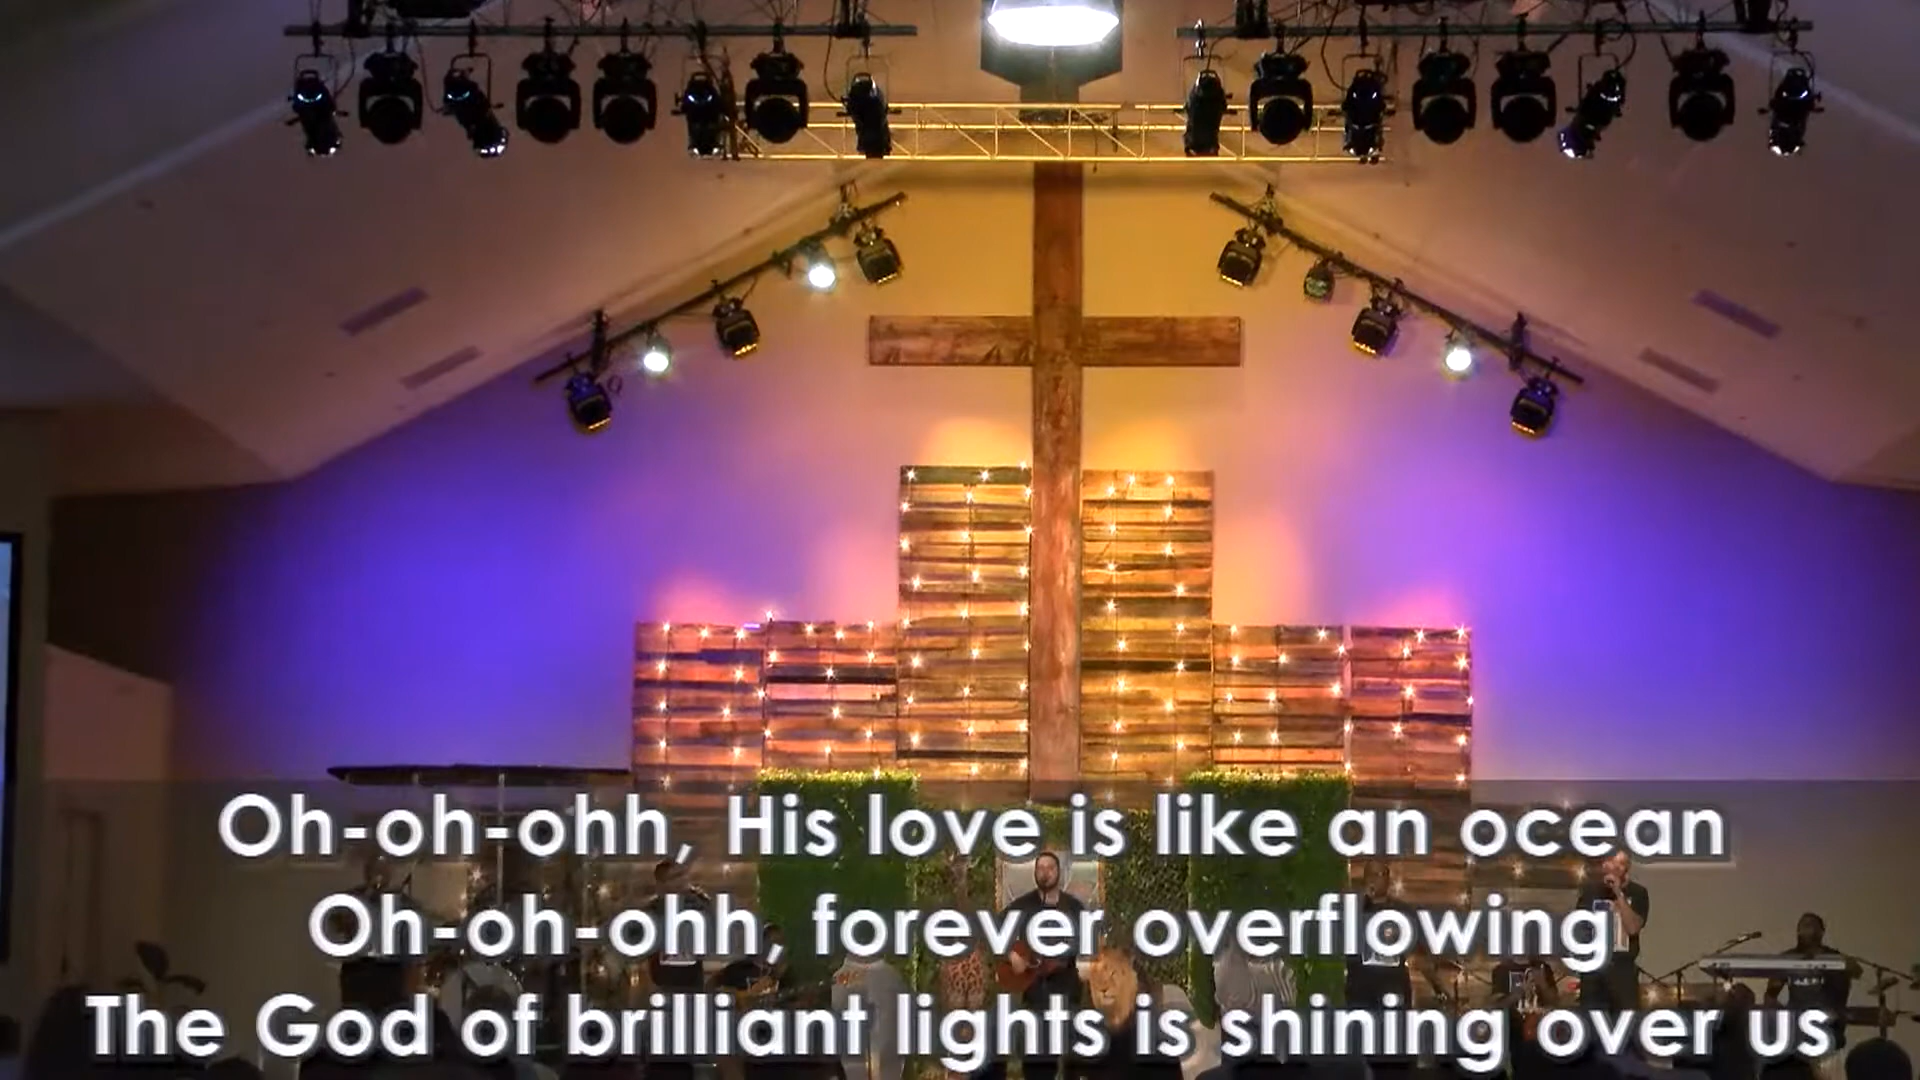 Oh-oh-ohh, His love is like an ocean
Oh-oh-ohh, forever overflowing
The God of brilliant lights is shining over us